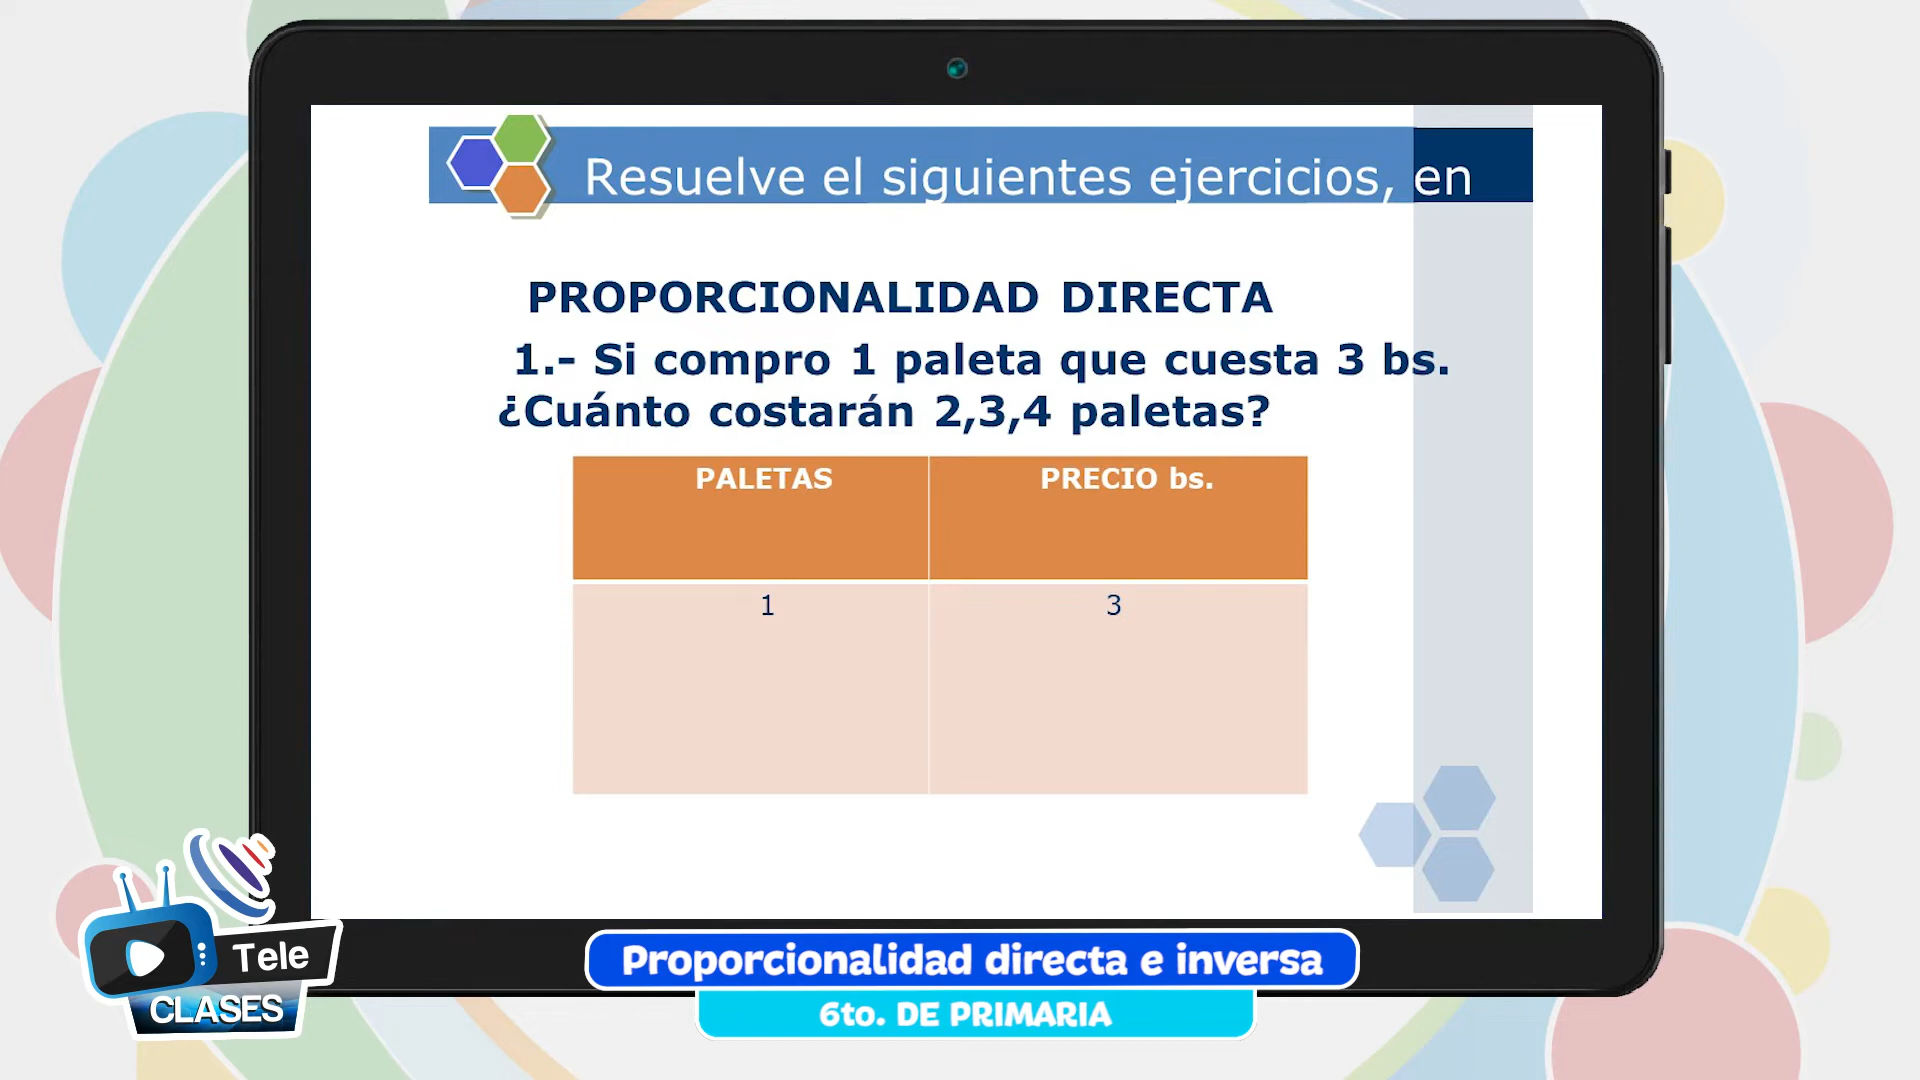 Resuelve el siguientes ejercicios, en
PROPORCIONALIDAD DIRECTA
1.- Si compro 1 paleta que cuesta 3 bs.
¿Cuánto costarán 2,3,4 paletas?
PALETAS PRECIO bs.
1 3
Tele
CLASES
Proporcionalidad directa e inversa
6to. DE PRIMARIA